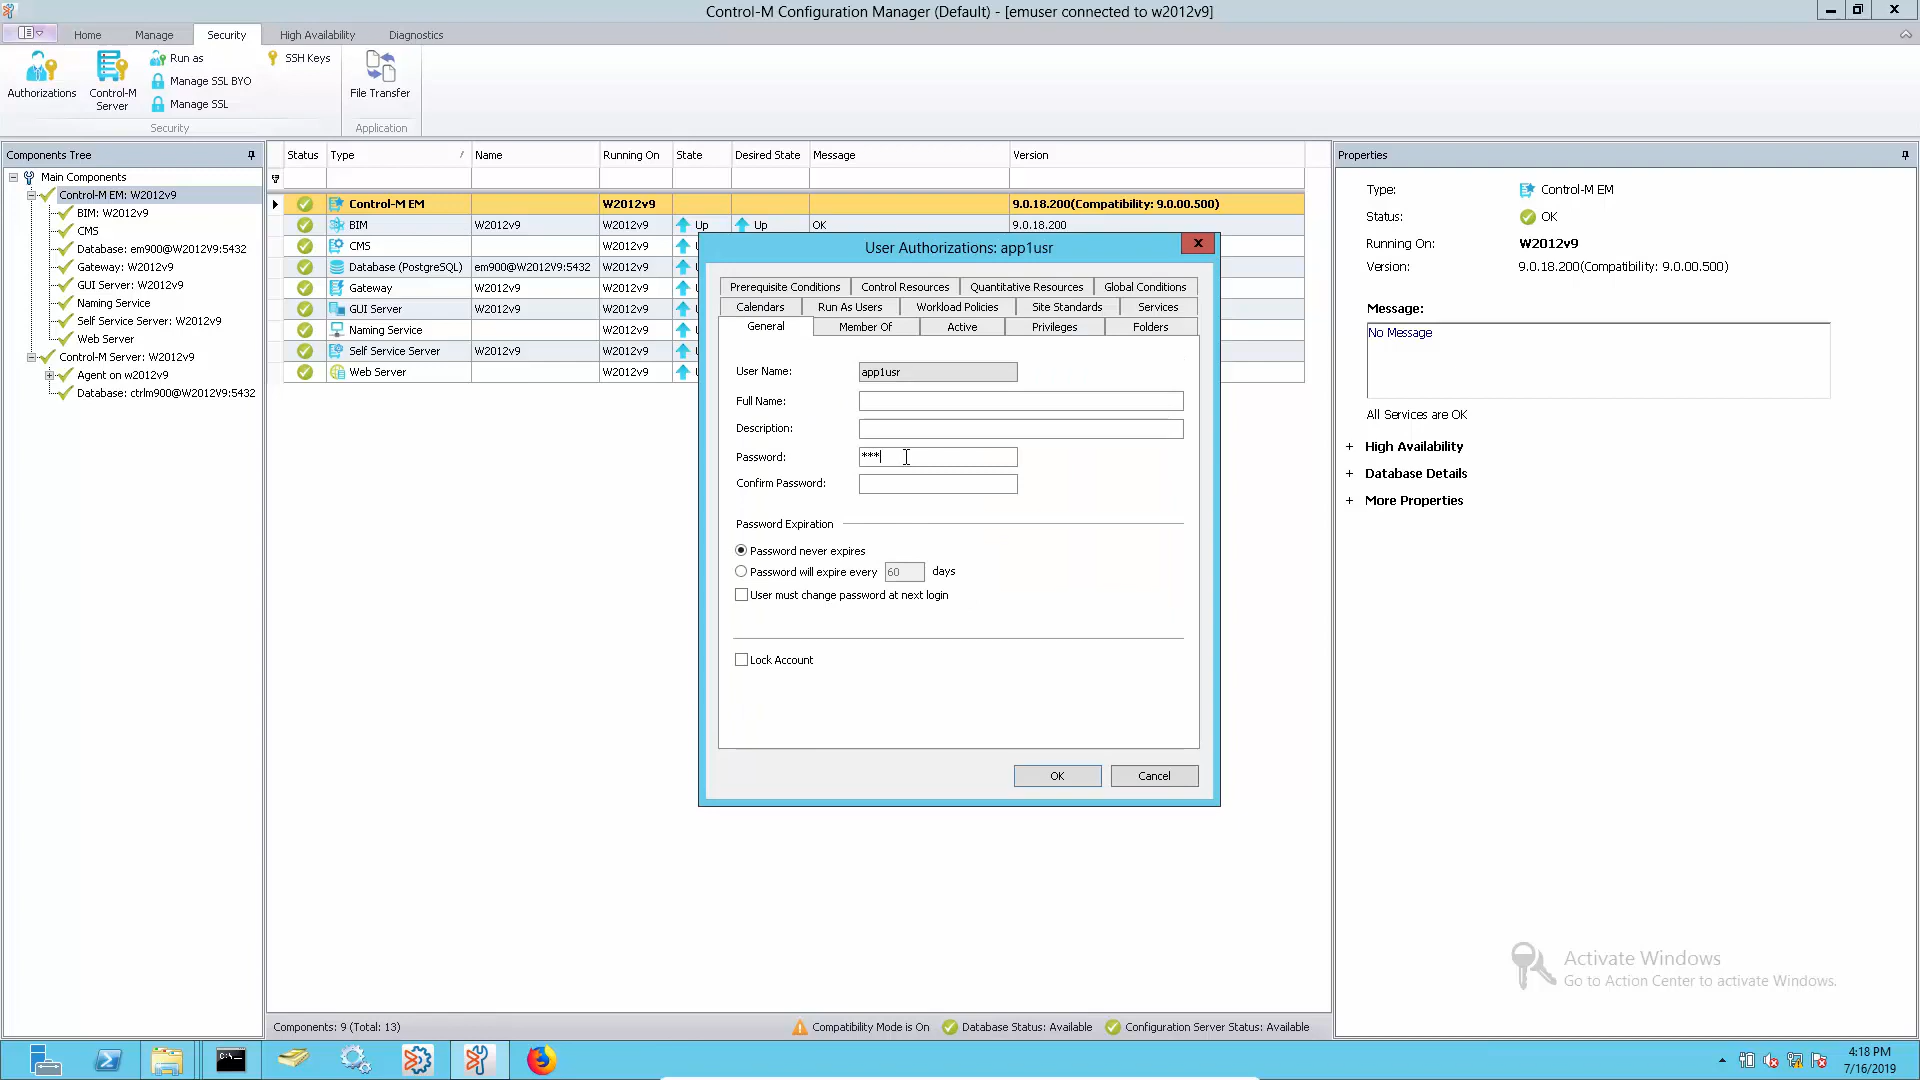 Control-M Configuration Manager (Default) - [emuser connected to w2012v9]
Home
Manage
Security
High Availability
Diagnostics
Authorizations
Control-M
Server
Run as
Manage SSL BYO
Manage SSL
SSH Keys
File Transfer
Security
Application
Components Tree
Main Components
Control-M EM: W2012v9
BIM: W2012v9
CMS
Database: em900@W2012V9:5432
Gateway: W2012v9
GUI Server: W2012v9
Naming Service
Self Service Server: W2012v9
Web Server
Control-M Server: W2012v9
Agent on w2012v9
Database: ctrlm900@W2012V9:5432
Status Type / Name Running On State Desired State Message Version
Control-M EM W2012v9 9.0.18.200(Compatibility: 9.0.00.500)
BIM W2012v9 W2012v9 Up Up OK 9.0.18.200
CMS W2012v9
Database (PostgreSQL) em900@W2012V9:5432 W2012v9
Gateway W2012v9 W2012v9
GUI Server W2012v9 W2012v9
Naming Service W2012v9
Self Service Server W2012v9 W2012v9
Web Server W2012v9
User Authorizations: app1usr
Prerequisite Conditions Control Resources Quantitative Resources Global Conditions
Calendars Run As Users Workload Policies Site Standards Services
General Member Of Active Privileges Folders
User Name: app1usr
Full Name:
Description:
Password: ***
Confirm Password:
Password Expiration
Password never expires
Password will expire every 60 days
User must change password at next login
Lock Account
OK
Cancel
Properties
Type: Control-M EM
Status: OK
Running On: W2012v9
Version: 9.0.18.200(Compatibility: 9.0.00.500)
Message:
No Message
All Services are OK
+ High Availability
+ Database Details
+ More Properties
Activate Windows
Go to Action Center to activate Windows.
Components: 9 (Total: 13)
Compatibility Mode is On
Database Status: Available
Configuration Server Status: Available
4:18 PM
7/16/2019